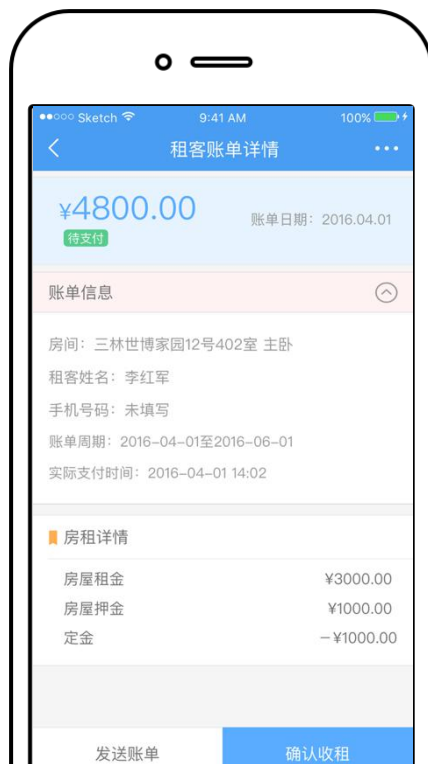 Sketch 9:41 AM 100%
租客账单详情
¥4800.00
账单日期：2016.04.01
待支付
账单信息
房间：三林世博家园12号402室 主卧
租客姓名：李红军
手机号码：未填写
账单周期：2016-04-01至2016-06-01
实际支付时间：2016-04-01 14:02
房租详情
房屋租金 ¥3000.00
房屋押金 ¥1000.00
定金 -¥1000.00
发送账单 确认收租